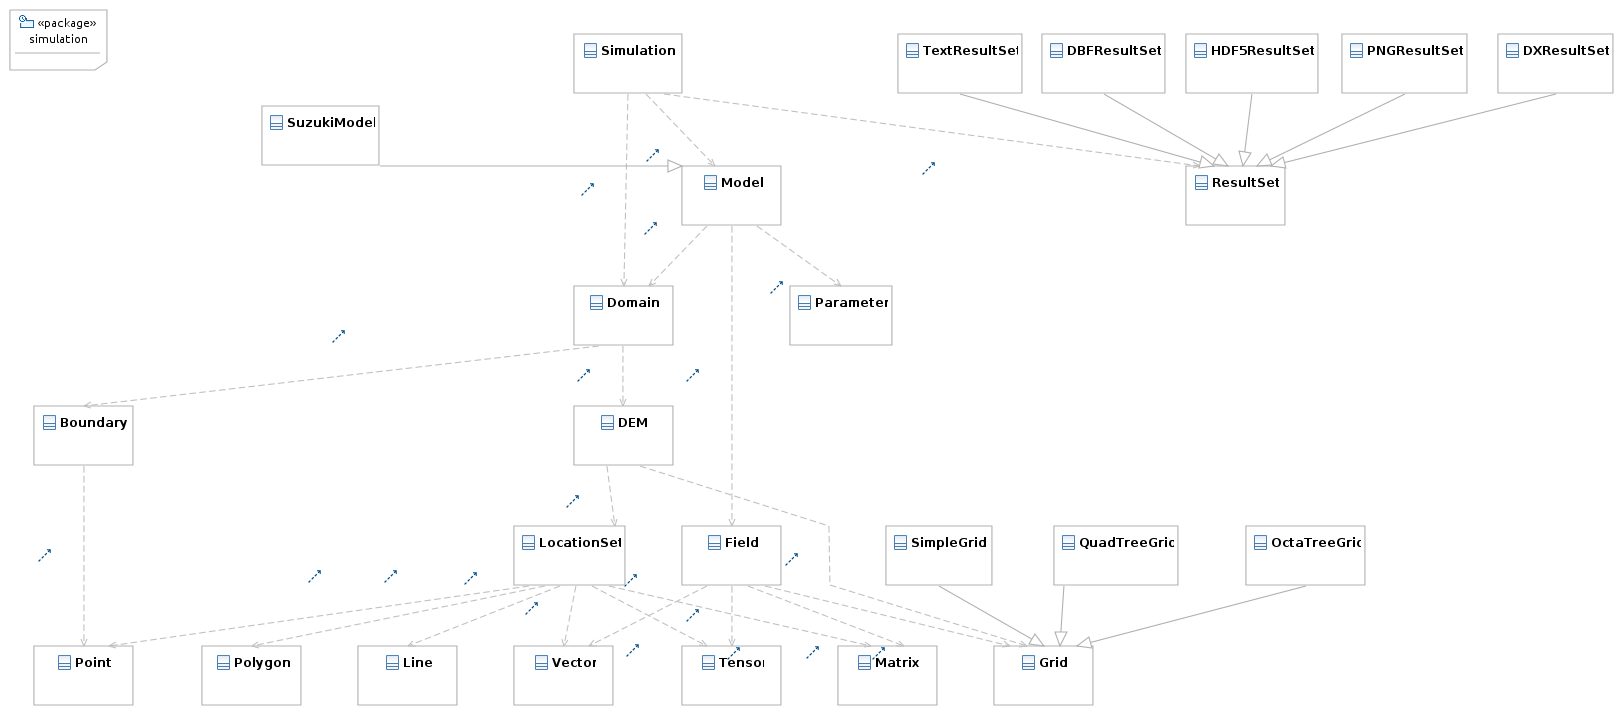 «package»
simulation
Simulation
TextResultSet
DBFResultSet
HDF5ResultSet
PNGResultSet
DXResultSet
SuzukiModel
Model
ResultSet
Domain
Parameter
Boundary
DEM
LocationSet
Field
SimpleGrid
QuadTreeGrid
OctaTreeGrid
Point
Polygon
Line
Vector
Tensor
Matrix
Grid